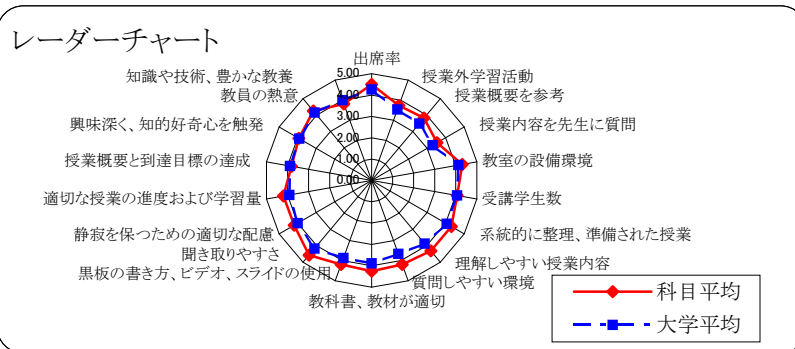 レーダーチャート
出席率
授業外学習活動
授業概要を参考
授業内容を先生に質問
教室の設備環境
受講学生数
系統的に整理、準備された授業
理解しやすい授業内容
質問しやすい環境
教科書、教材が適切
黒板の書き方、ビデオ、スライドの使用
聞き取りやすさ
静寂を保つための適切な配慮
適切な授業の進度および学習量
授業概要と到達目標の達成
興味深く、知的好奇心を触発
教員の熱意
知識や技術、豊かな教養
5.00
4.00
3.00
2.00
1.00
0.00
科目平均
大学平均